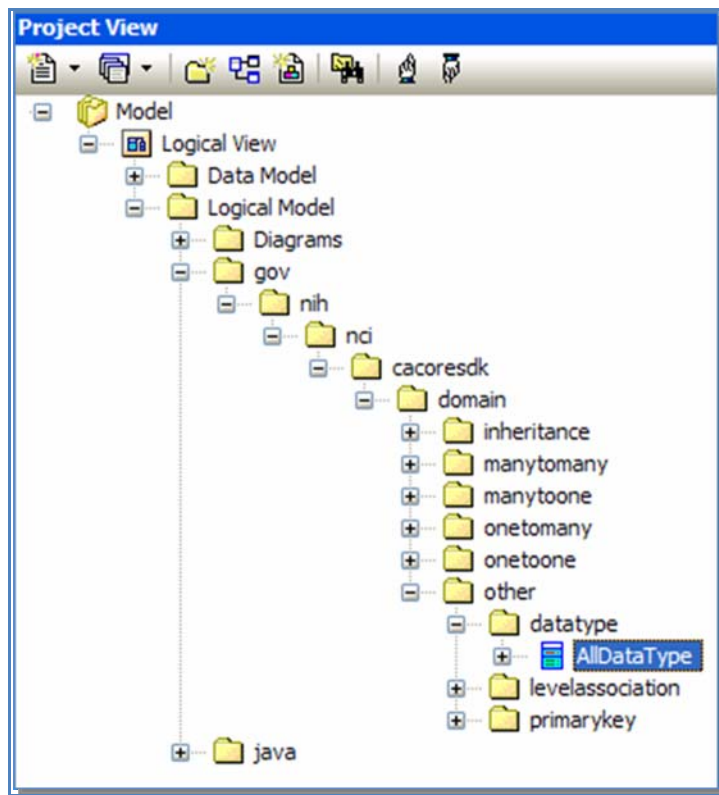 Project View
Model
Logical View
Data Model
Logical Model
Diagrams
gov
nih
nci
cacoresdk
domain
inheritance
manytomany
manytoone
onetomany
onetoone
other
datatype
AllDataType
levelassociation
primarykey
java